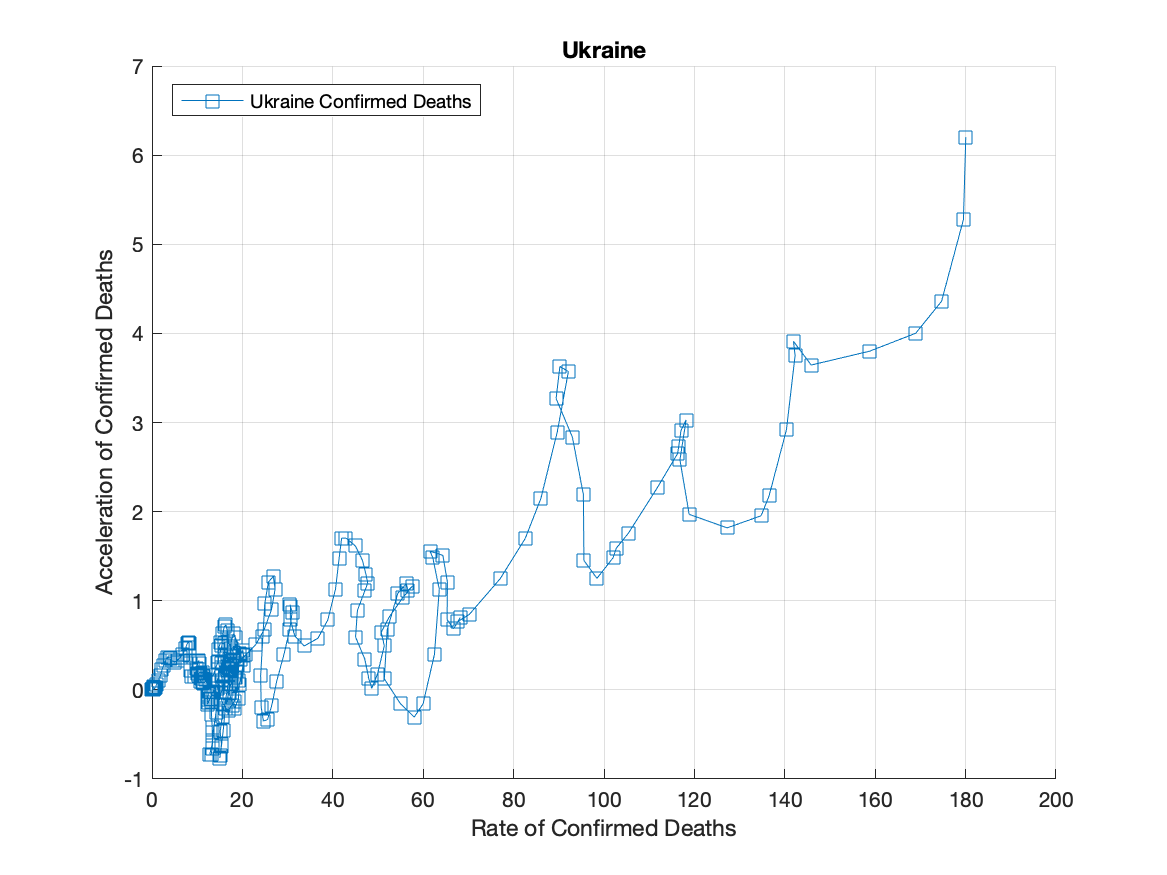 Ukraine
Ukraine Confirmed Deaths
7
6
5
4
3
2
1
0
-1
Acceleration of Confirmed Deaths
0 20 40 60 80 100 120 140 160 180 200
Rate of Confirmed Deaths